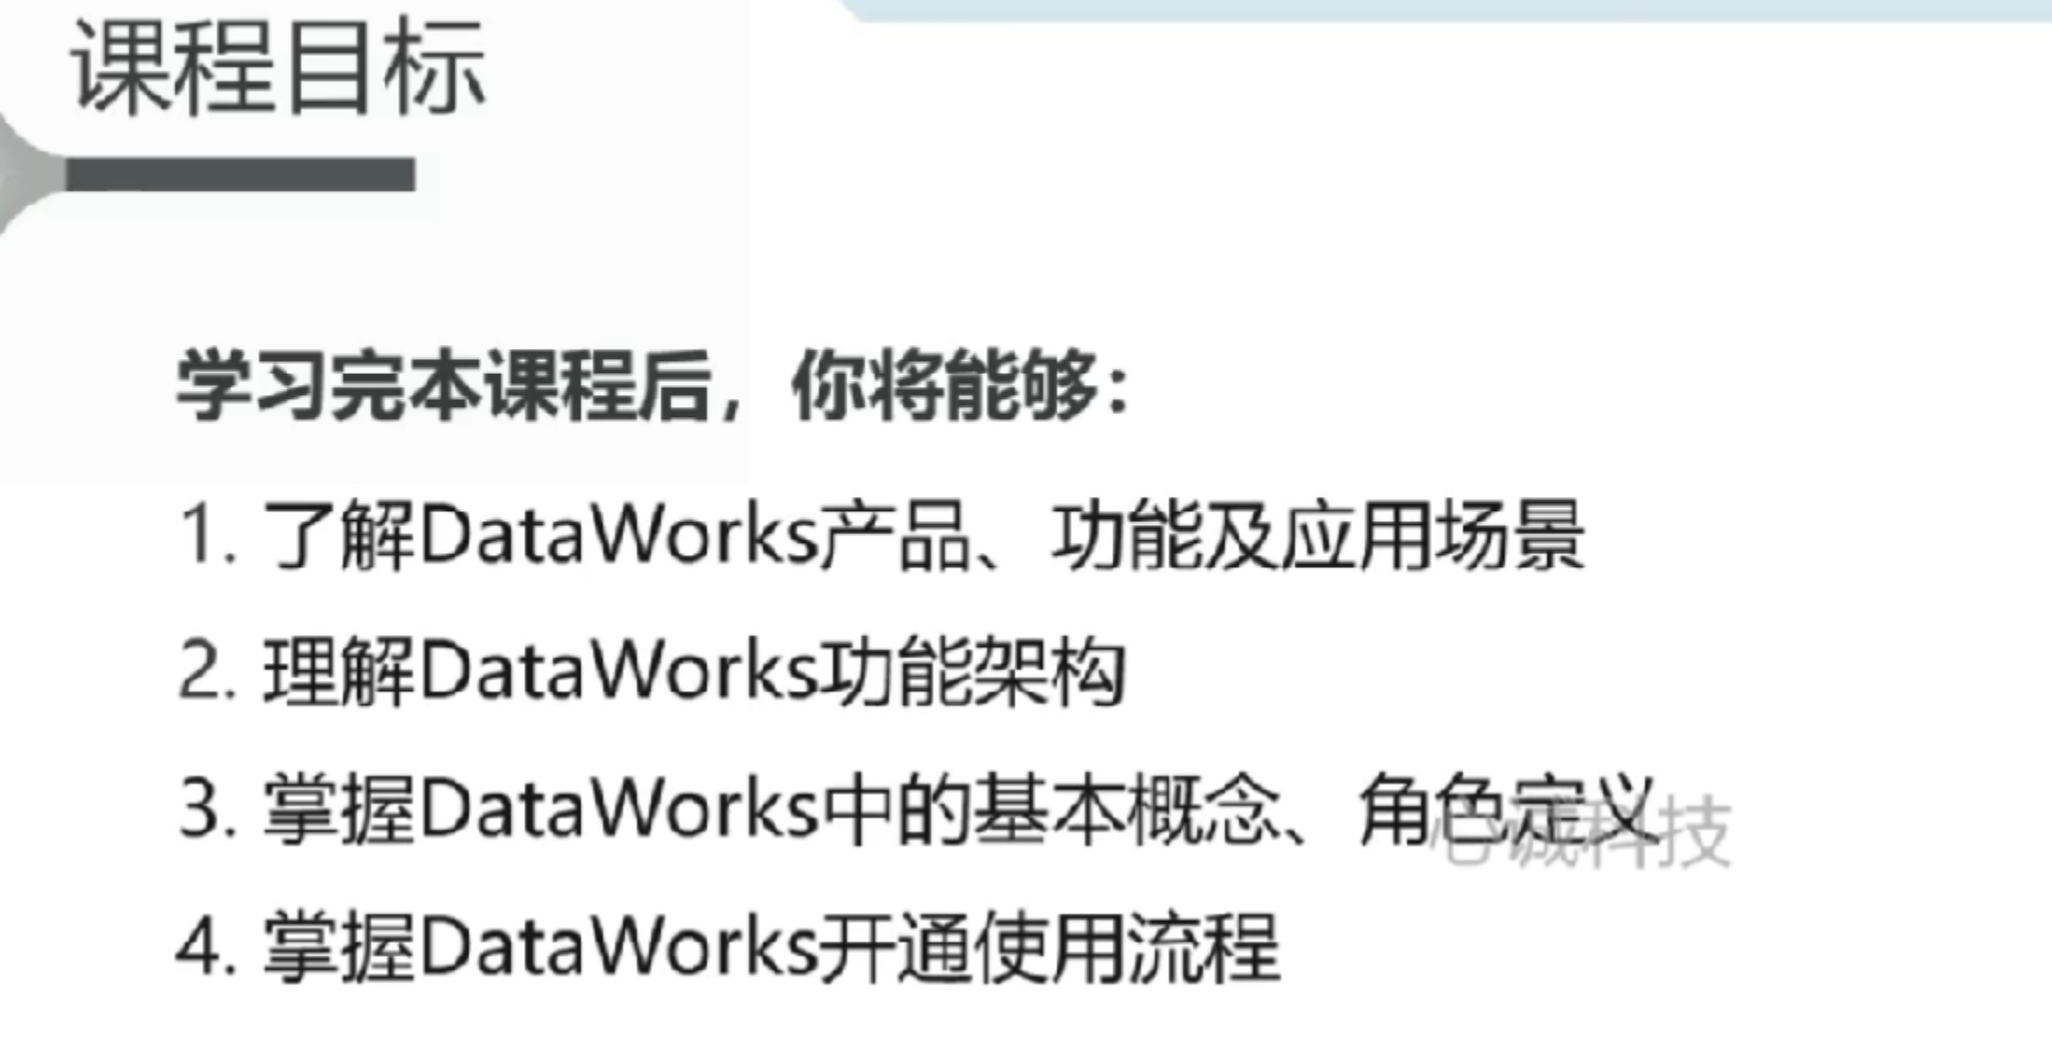 课程目标
学习完本课程后，你将能够：
1. 了解DataWorks产品、功能及应用场景
2. 理解DataWorks功能架构
3. 掌握DataWorks中的基本概念、角色定义
心诚科技
4. 掌握DataWorks开通使用流程